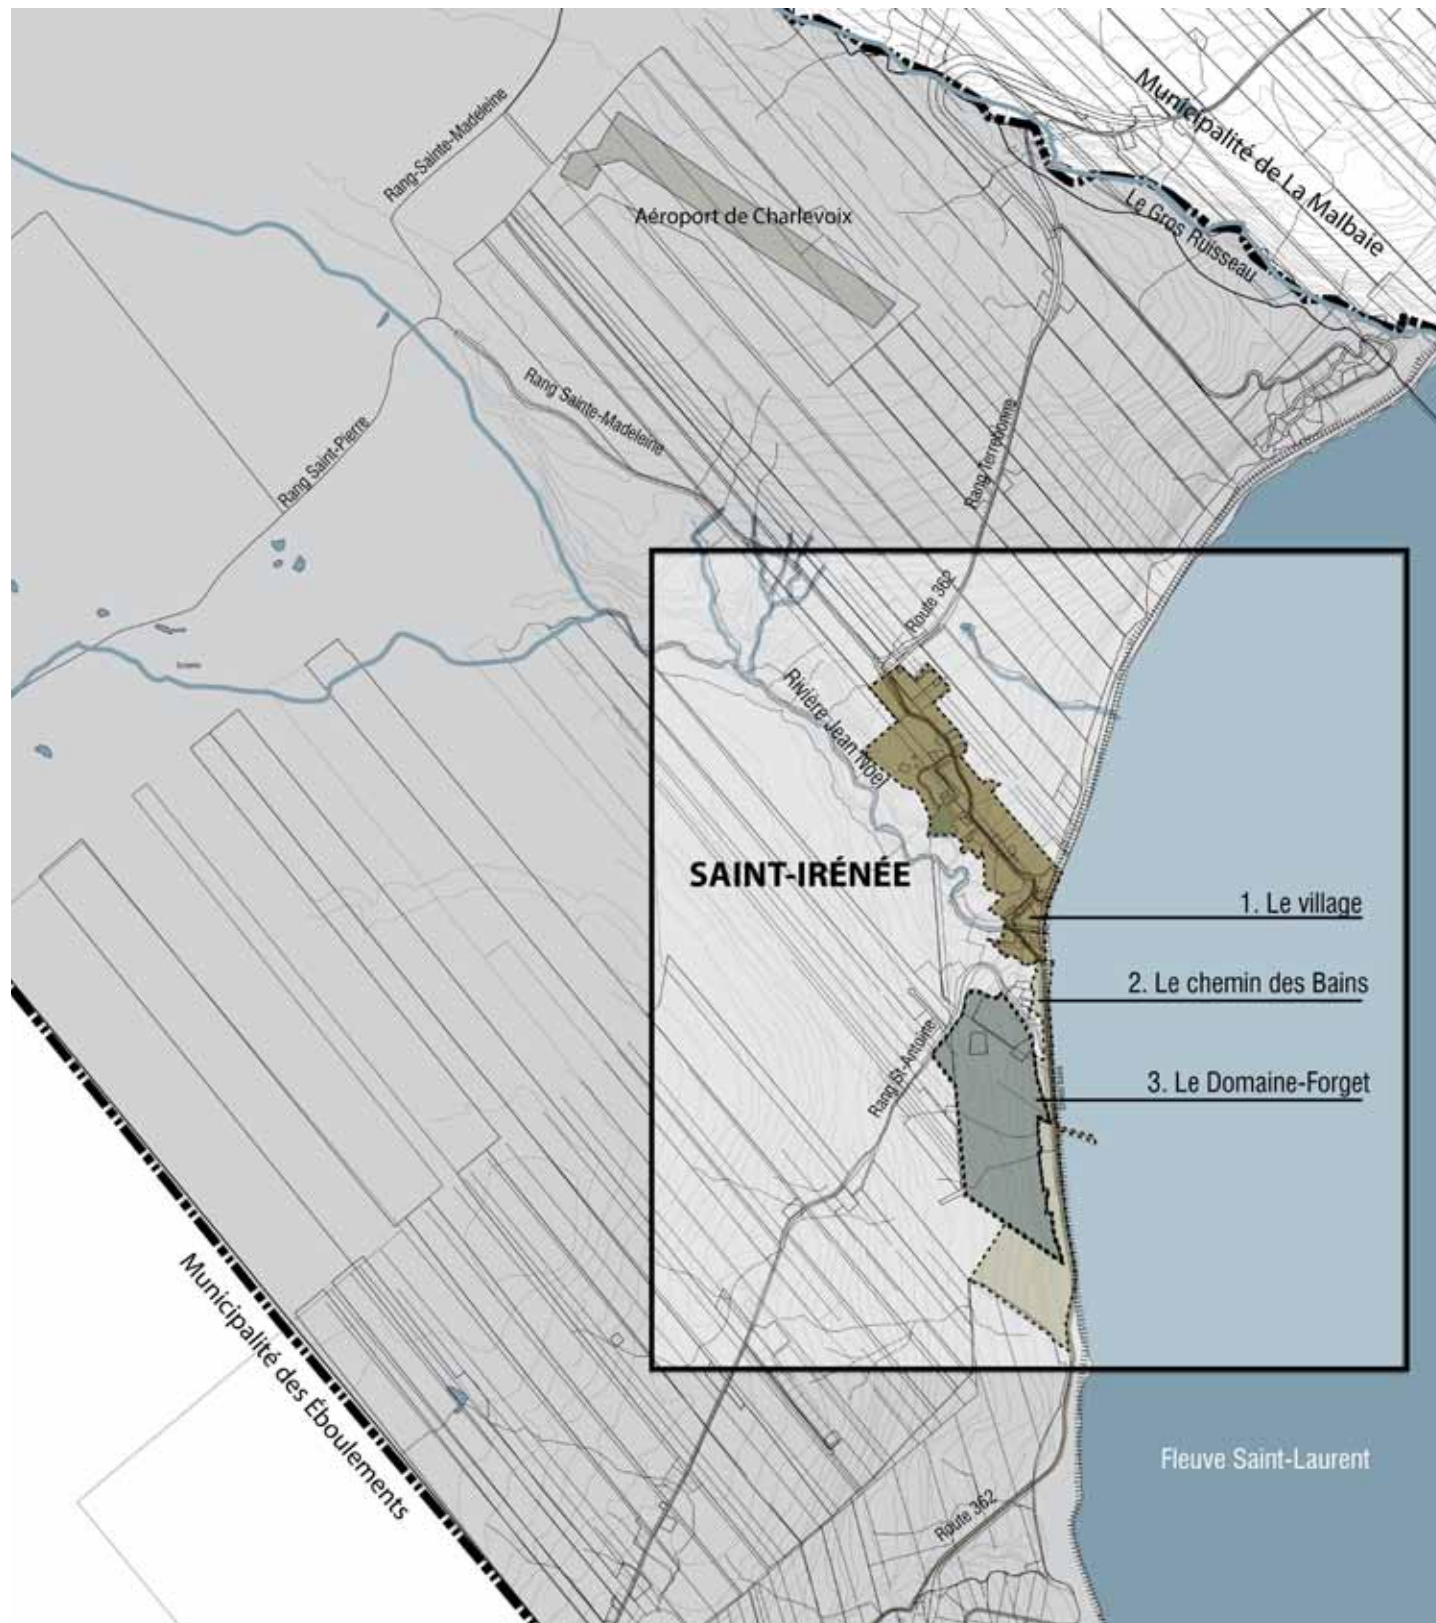 Municipalité de La Malbaie
Rang-Sainte-Madeleine
Le Gros Ruisseau
Aéroport de Charlevoix
Rang Sainte-Madeleine
Rang Saint-Pierre
Rang Terrebonne
Route 362
Rivière Jean Noël
SAINT-IRÉNÉE
1. Le village
2. Le chemin des Bains
3. Le Domaine-Forget
Rang St-Antoine
Municipalité des Éboulements
Fleuve Saint-Laurent
Route 362